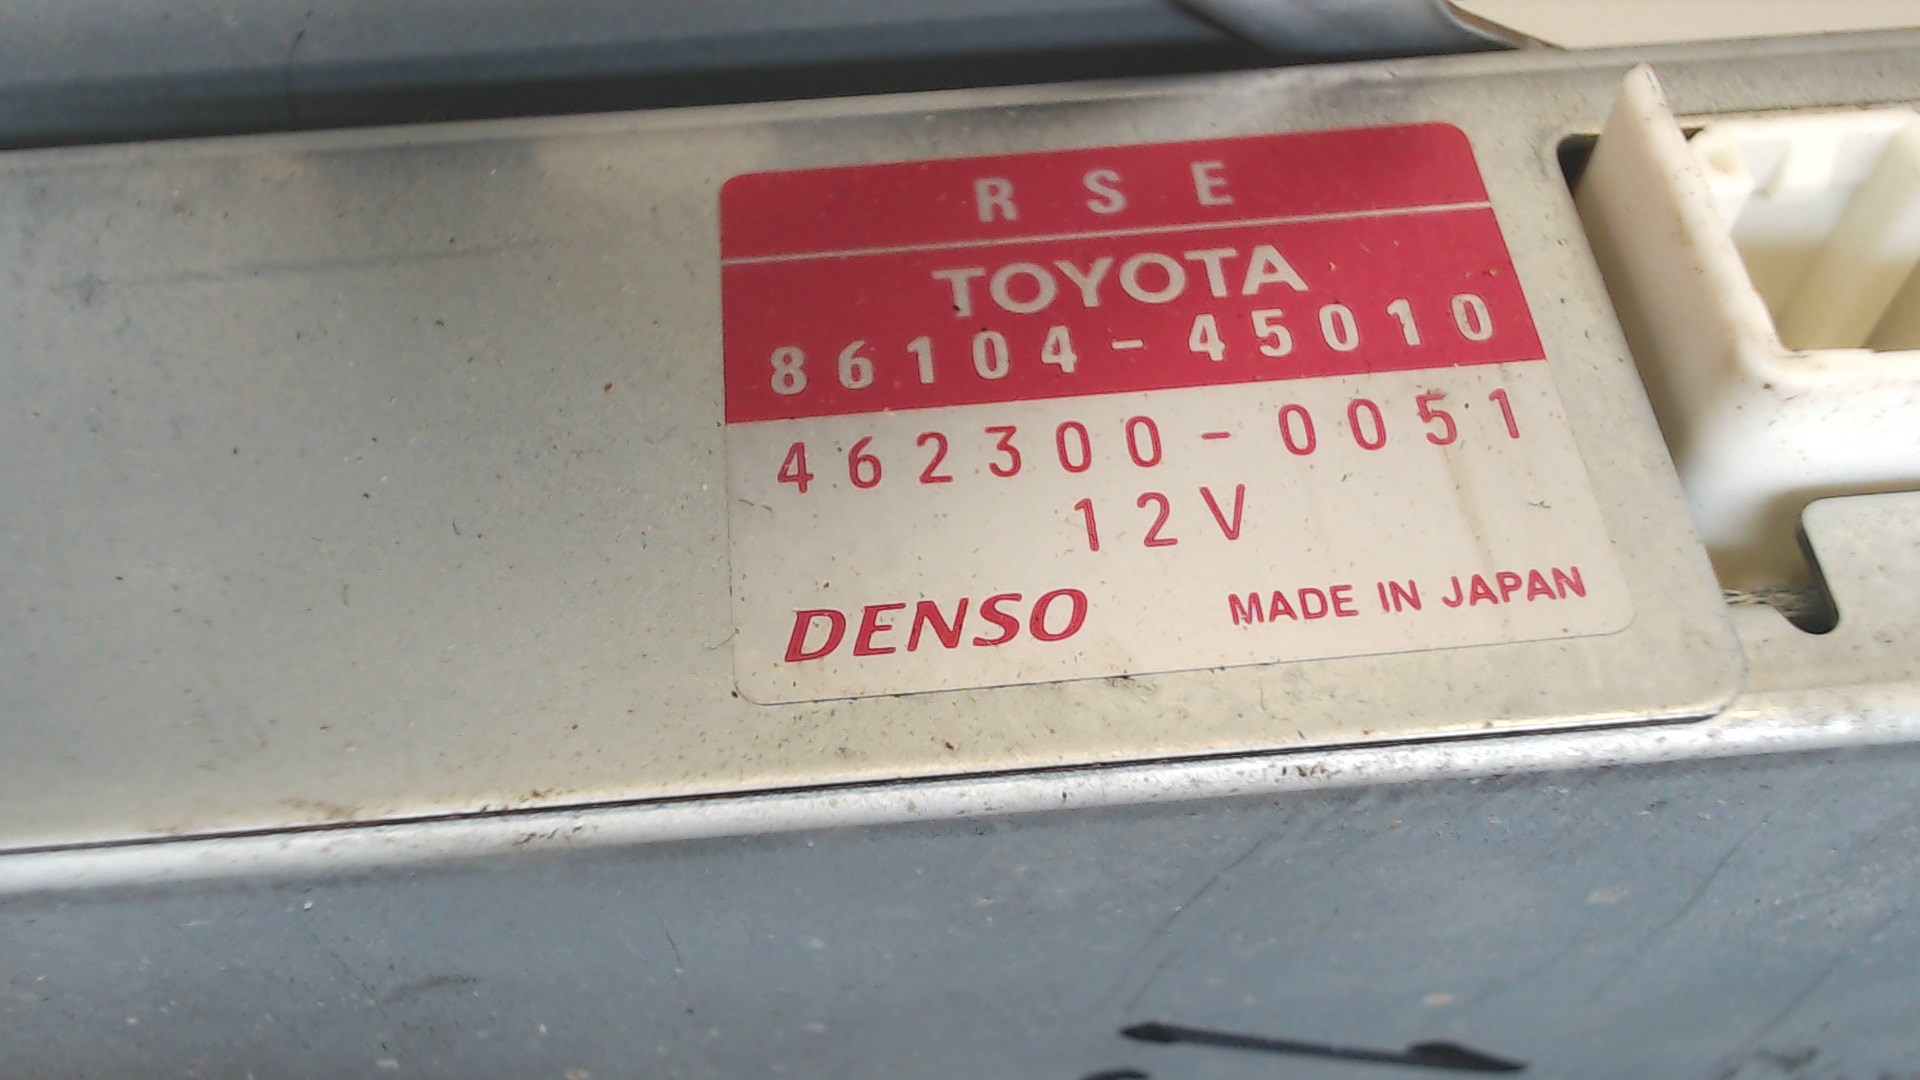 RSE
TOYOTA
86104-45010
462300-0051
12V
DENSO MADE IN JAPAN